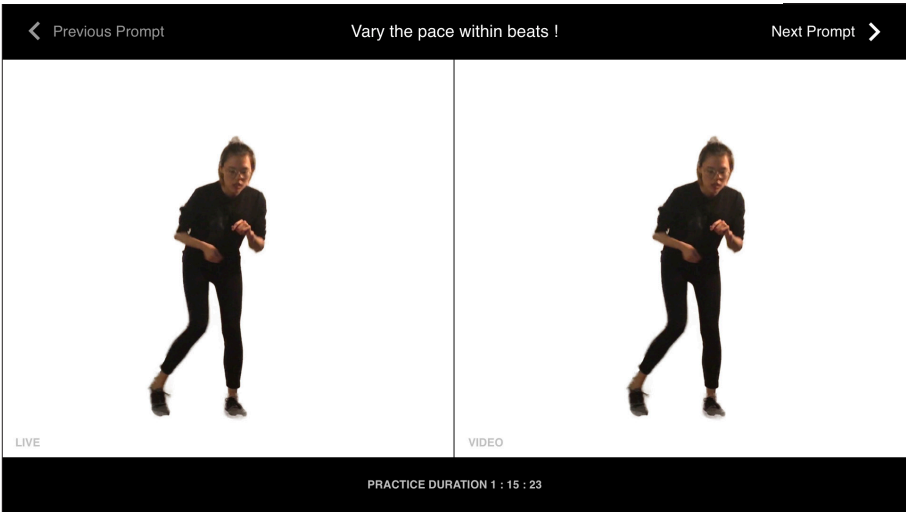 Previous Prompt
Vary the pace within beats !
Next Prompt
LIVE
VIDEO
PRACTICE DURATION 1 : 15 : 23